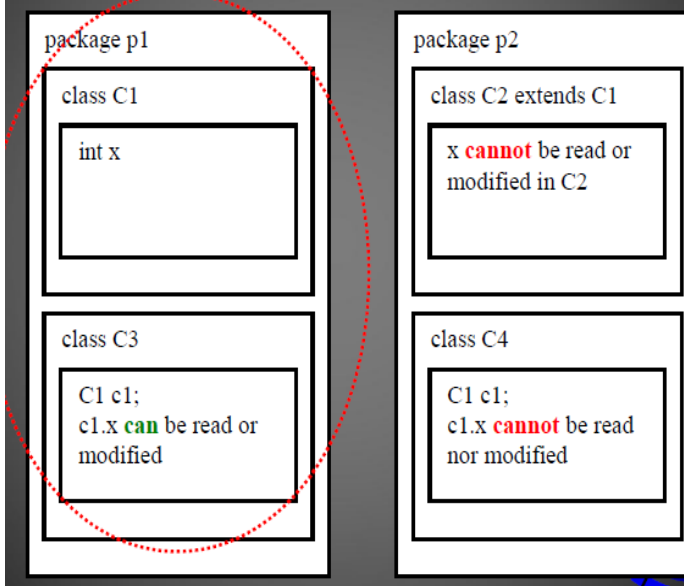 package p1
class C1
int x
class C3
C1 c1;
c1.x can be read or
modified
package p2
class C2 extends C1
x cannot be read or
modified in C2
class C4
C1 c1;
c1.x cannot be read
nor modified